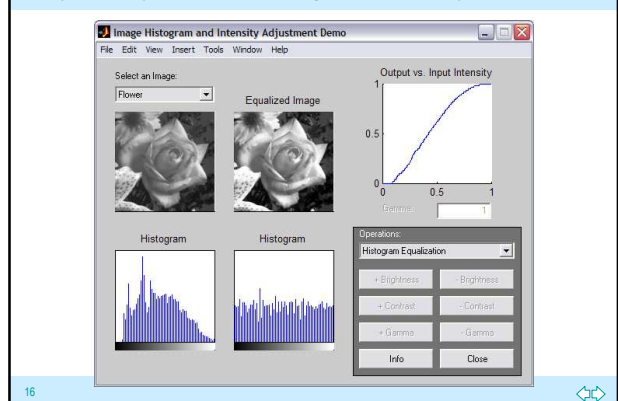 Image Histogram and Intensity Adjustment Demo
File Edit View Insert Tools Window Help
Select an Image:
Flower
Equalized Image
Output vs. Input Intensity
1
0.5
0
0 0.5 1
Gamma: 1
Histogram
Histogram
Operations:
Histogram Equalization
+ Brightness - Brightness
+ Contrast - Contrast
+ Gamma - Gamma
Info Close
16